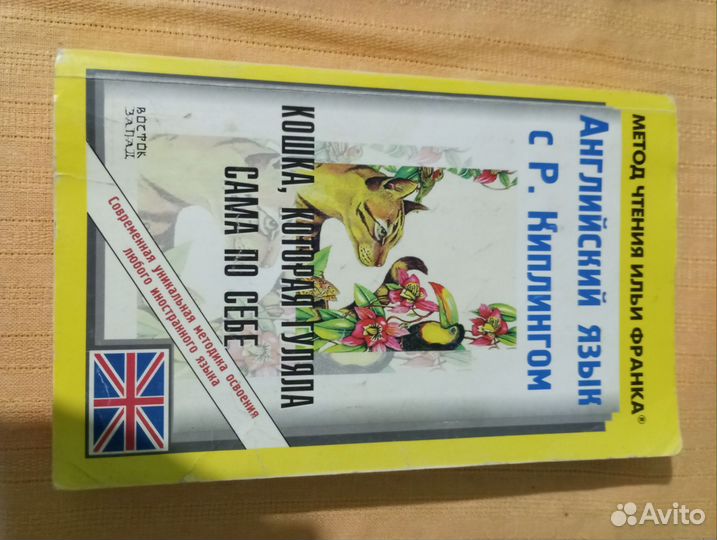 МЕТОД ЧТЕНИЯ ИЛЬИ ФРАНКА®
Английский язык
с Р. Киплингом
КОШКА, КОТОРАЯ ГУЛЯЛА
САМА ПО СЕБЕ
Современная уникальная методика освоения
любого иностранного языка
ВОСТОК
ЗАПАД
Avito